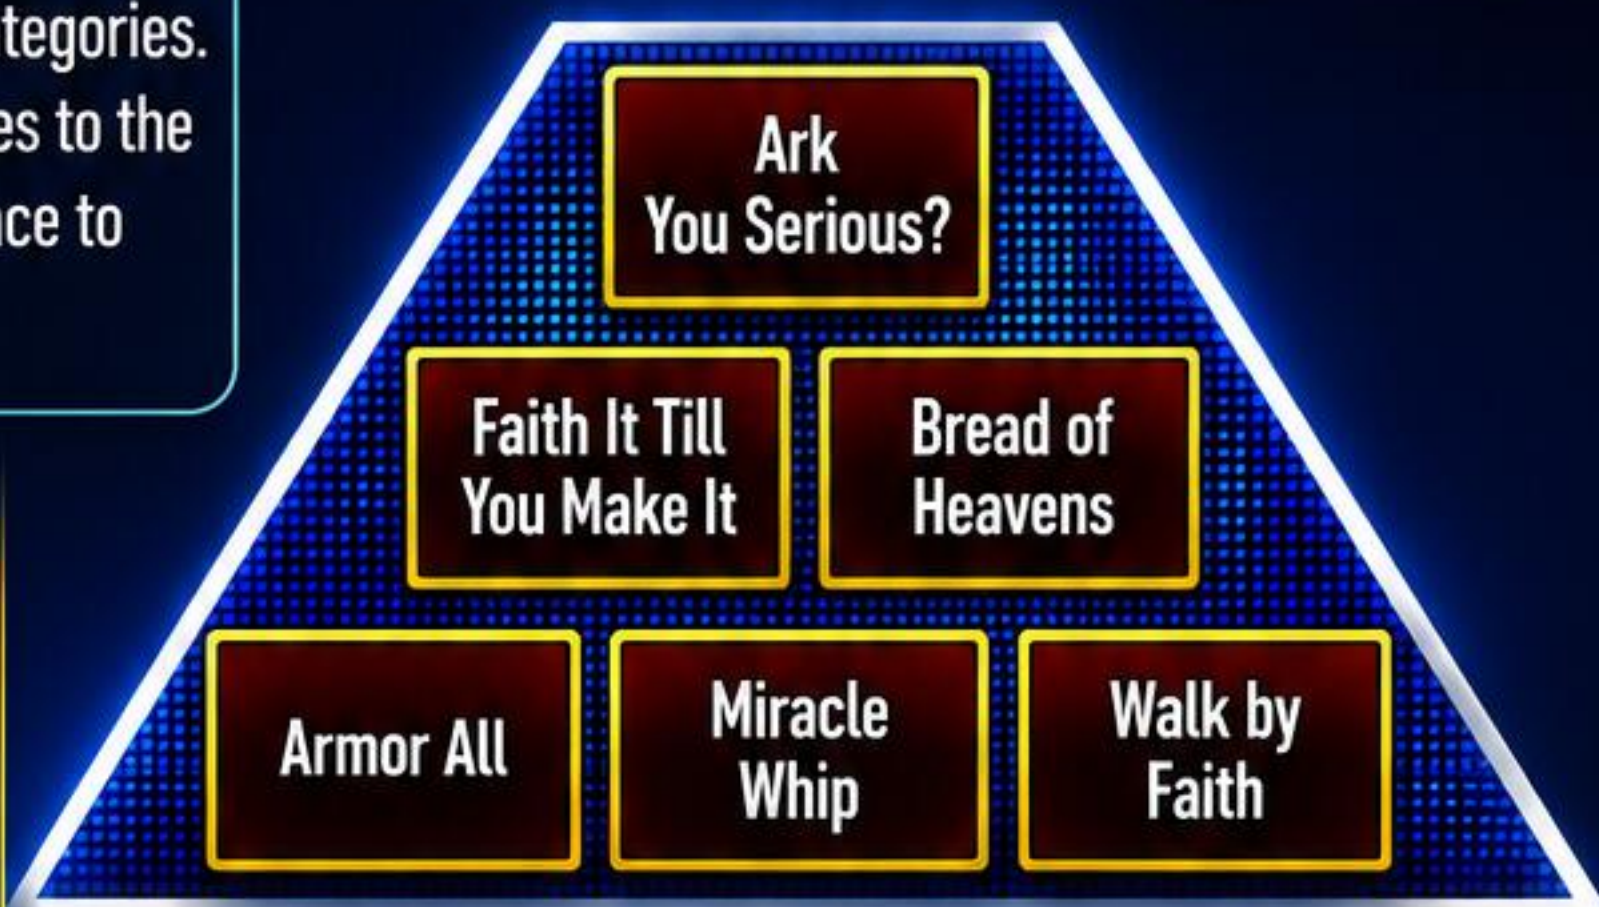 tegories.
es to the
ce to
Ark
You Serious?
Faith It Till
You Make It
Bread of
Heavens
Armor All
Miracle
Whip
Walk by
Faith